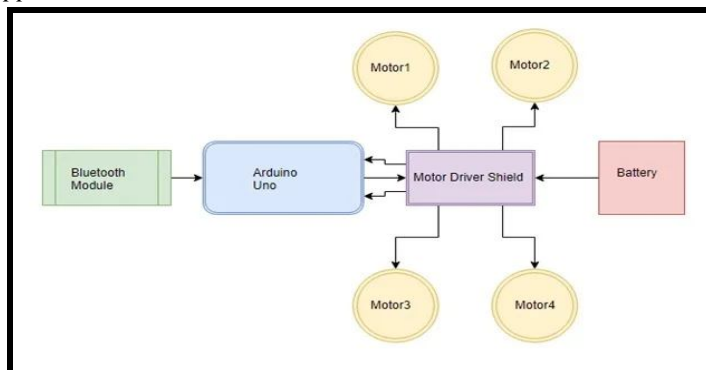 Motor1
Motor2
Bluetooth
Module
Arduino
Uno
Motor Driver Shield
Battery
Motor3
Motor4